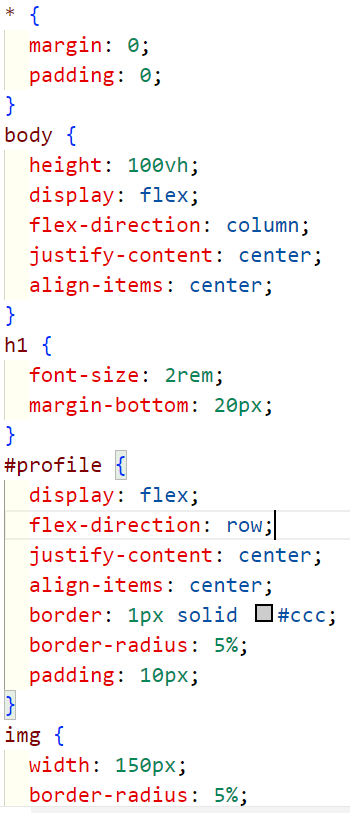 * {
  margin: 0;
  padding: 0;
}
body {
  height: 100vh;
  display: flex;
  flex-direction: column;
  justify-content: center;
  align-items: center;
}
h1 {
  font-size: 2rem;
  margin-bottom: 20px;
}
#profile {
  display: flex;
  flex-direction: row;
  justify-content: center;
  align-items: center;
  border: 1px solid #ccc;
  border-radius: 5%;
  padding: 10px;
}
img {
  width: 150px;
  border-radius: 5%;